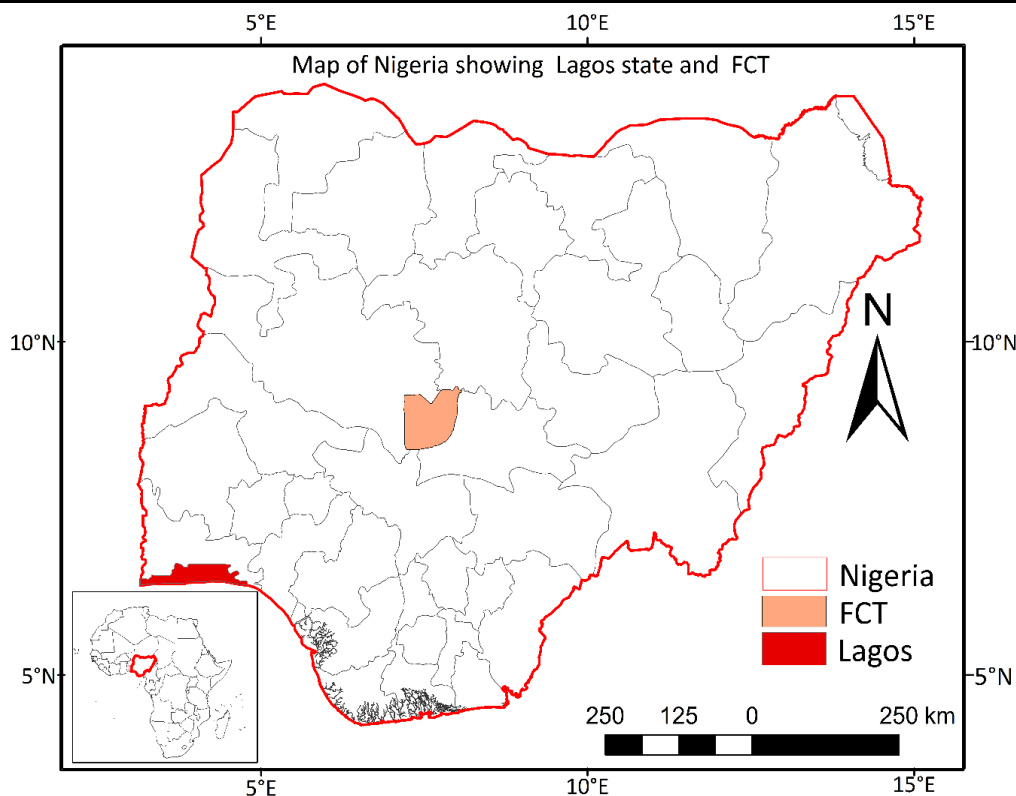 5°E 10°E 15°E
Map of Nigeria showing Lagos state and FCT
N
10°N 10°N
Nigeria
FCT
Lagos
5°N 5°N
250 125 0 250 km
5°E 10°E 15°E